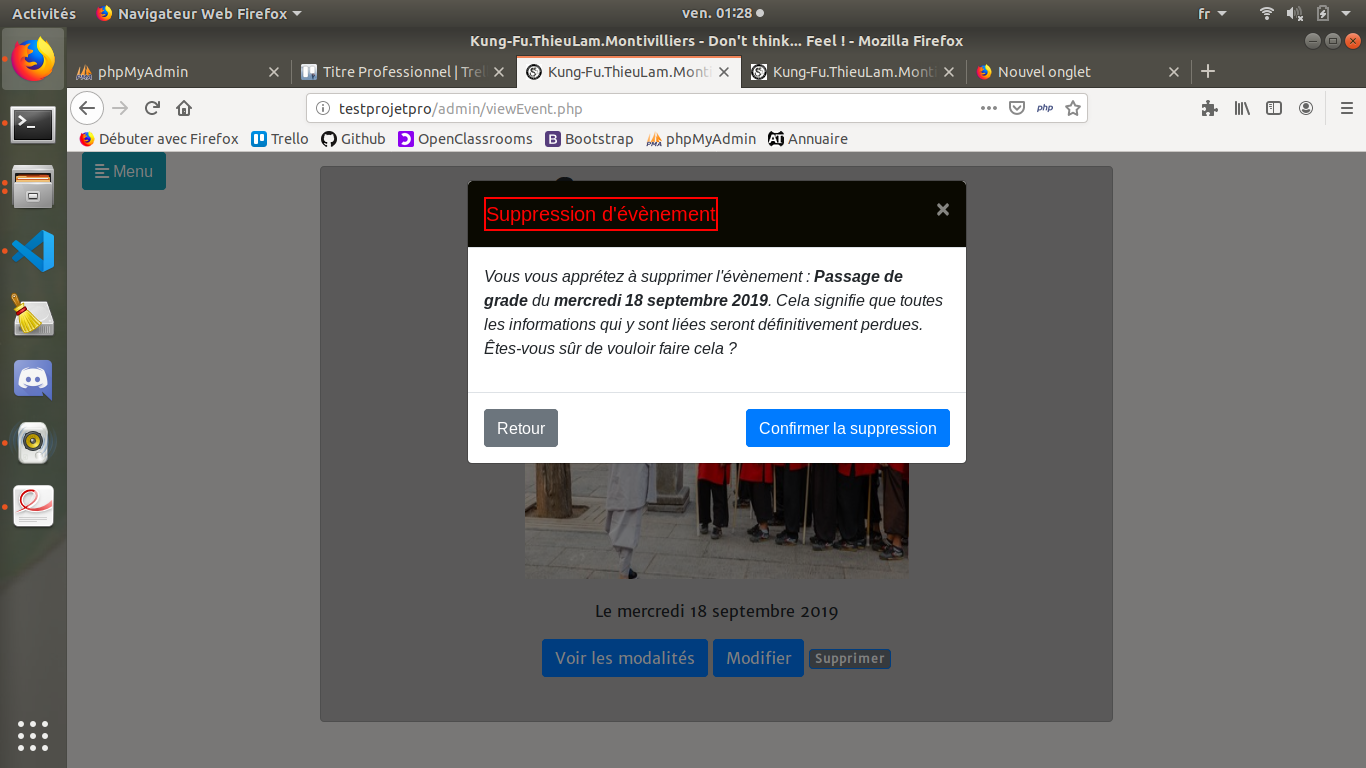 Activités Navigateur Web Firefox ven. 01:28 fr
Kung-Fu.ThieuLam.Montivilliers - Don't think... Feel ! - Mozilla Firefox
phpMyAdmin Titre Professionnel | Trel Kung-Fu.ThieuLam.Monti Kung-Fu.ThieuLam.Monti Nouvel onglet
testprojetpro/admin/viewEvent.php php
Débuter avec Firefox Trello Github OpenClassrooms Bootstrap phpMyAdmin Annuaire
Menu
Suppression d'évènement ×
Vous vous apprétez à supprimer l'évènement : Passage de
grade du mercredi 18 septembre 2019. Cela signifie que toutes
les informations qui y sont liées seront définitivement perdues.
Êtes-vous sûr de vouloir faire cela ?
Retour Confirmer la suppression
Le mercredi 18 septembre 2019
Voir les modalités Modifier Supprimer